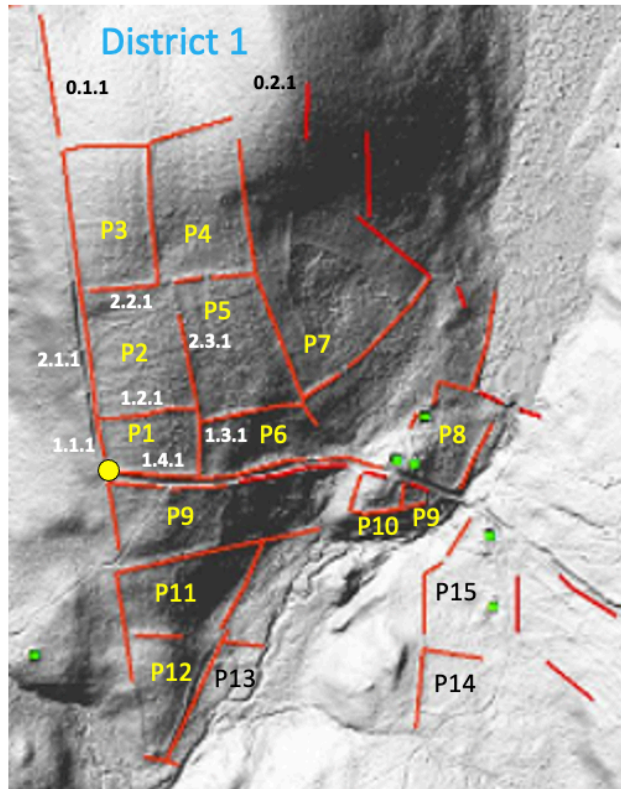 District 1
0.1.1
0.2.1
P3
P4
2.2.1
P5
2.1.1
P2
2.3.1
P7
1.2.1
1.1.1
P1
1.3.1
P6
P8
1.4.1
P9
P10
P9
P11
P15
P12
P13
P14